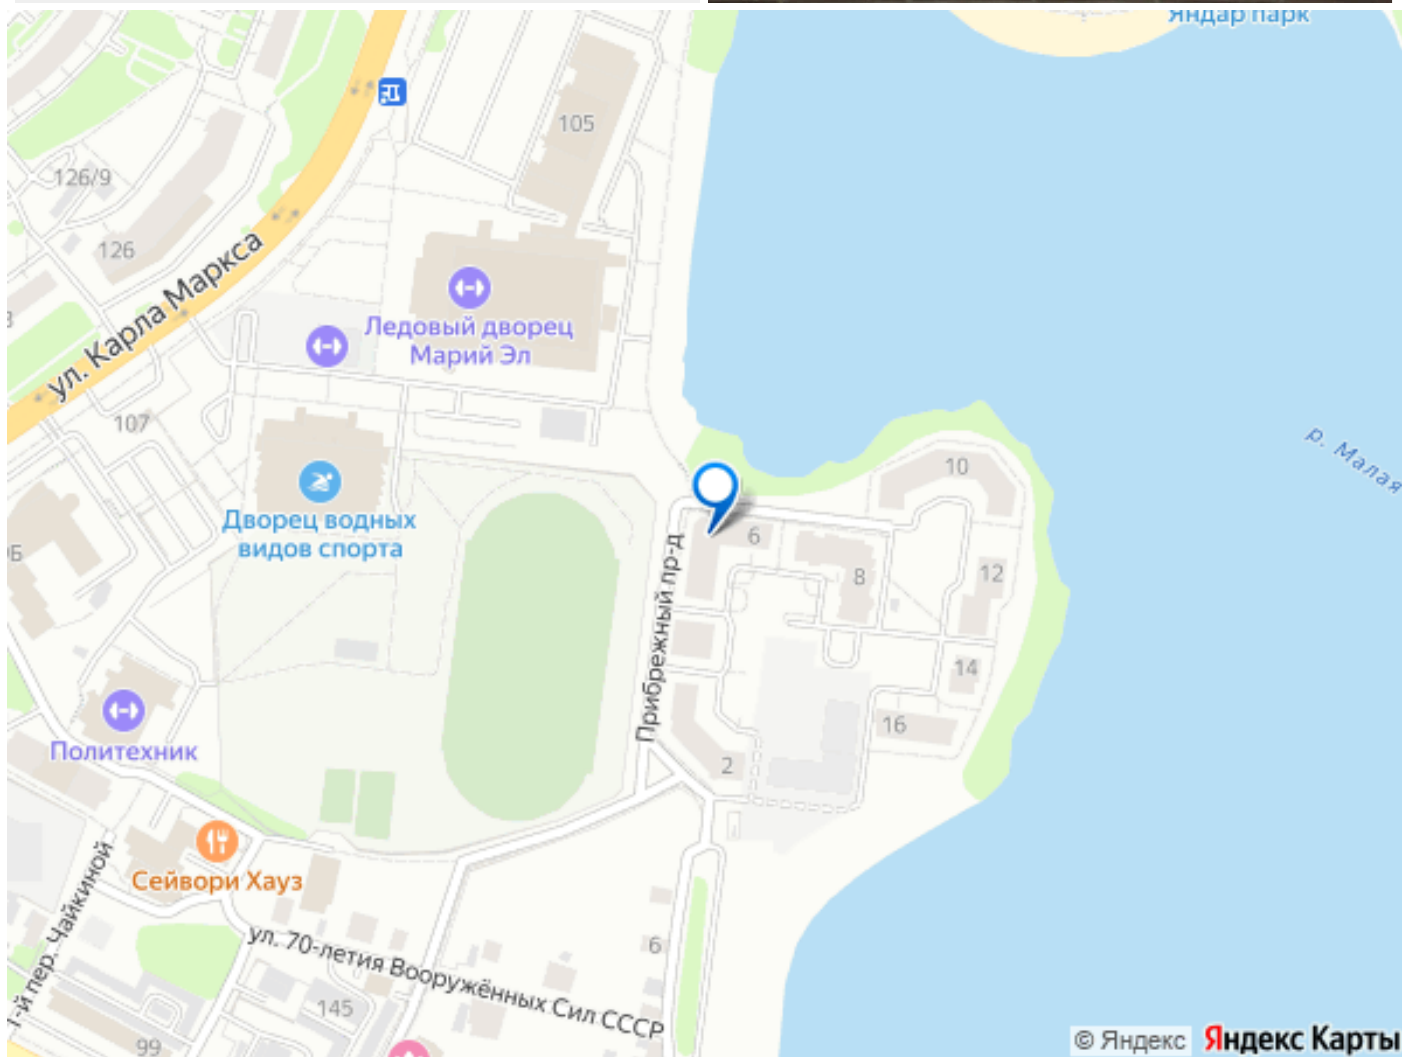 Яндар парк
105
126/9
126
ул. Карла Маркса
Ледовый дворец
Марий Эл
107
10
р. Малая
Дворец водных
видов спорта
6
8
12
Прибрежный пр-д
14
16
Политехник
2
Сейвори Хауз
1-й пер. Чайкиной
6
ул. 70-летия Вооружённых Сил СССР
145
99
© Яндекс Яндекс Карты